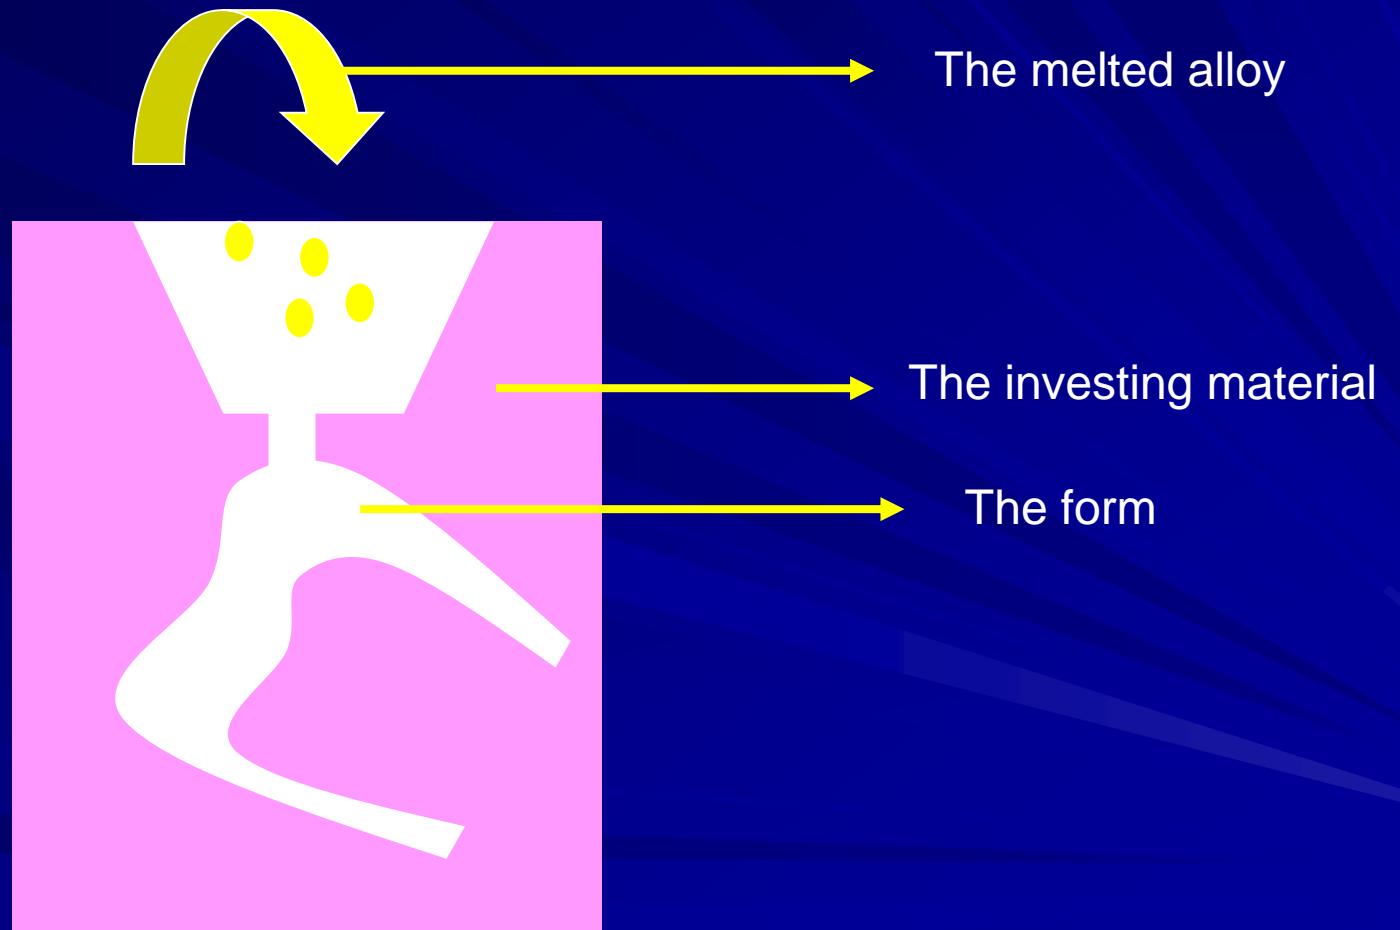 The melted alloy
The investing material
The form